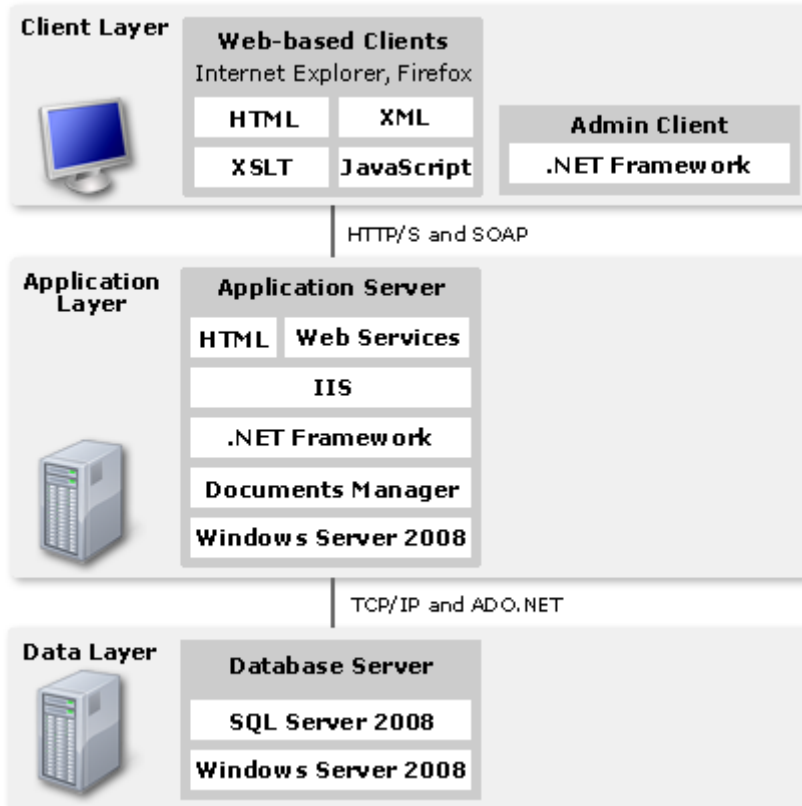 Client Layer
Web-based Clients
Internet Explorer, Firefox
HTML
XML
XSLT
JavaScript
Admin Client
.NET Framework
HTTP/S and SOAP
Application
Layer
Application Server
HTML
Web Services
IIS
.NET Framework
Documents Manager
Windows Server 2008
TCP/IP and ADO.NET
Data Layer
Database Server
SQL Server 2008
Windows Server 2008